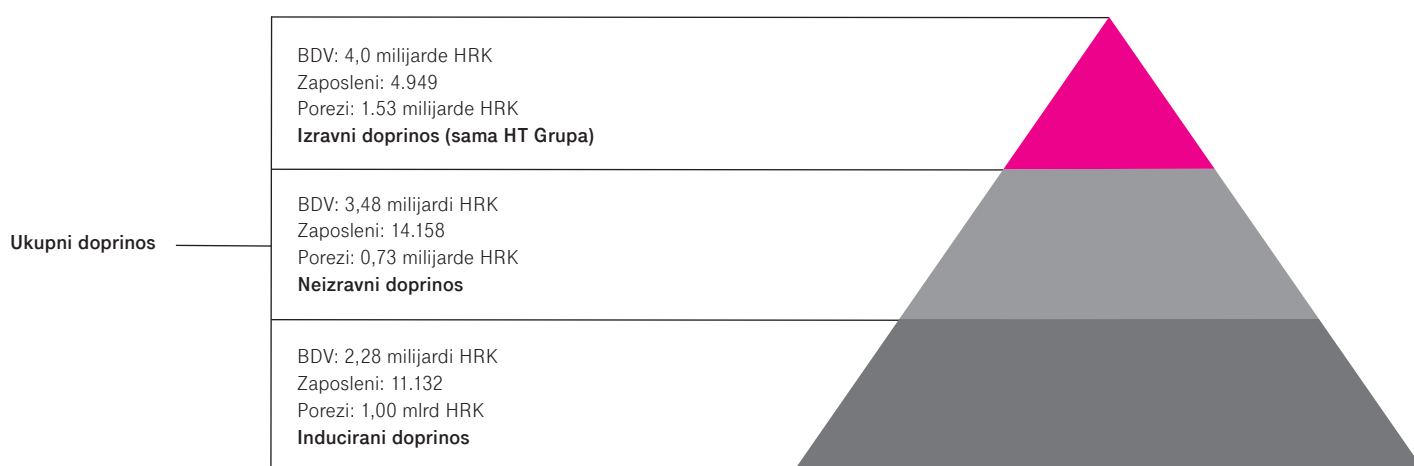 BDV: 4,0 milijarde HRK
Zaposleni: 4.949
Porezi: 1.53 milijarde HRK
Izravni doprinos (sama HT Grupa)
Ukupni doprinos
BDV: 3,48 milijardi HRK
Zaposleni: 14.158
Porezi: 0,73 milijarde HRK
Neizravni doprinos
BDV: 2,28 milijardi HRK
Zaposleni: 11.132
Porezi: 1,00 mlrd HRK
Inducirani doprinos